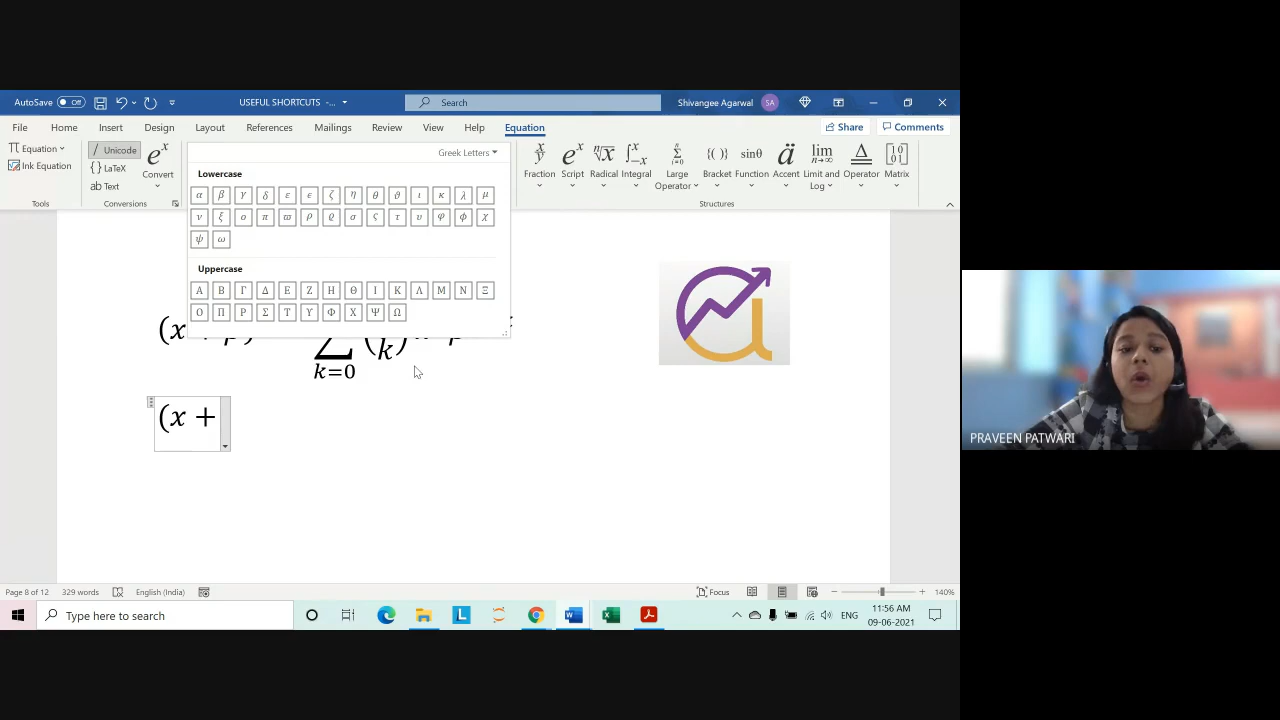 AutoSave Off USEFUL SHORTCUTS -... Search Shivangee Agarwal SA
File Home Insert Design Layout References Mailings Review View Help Equation Share Comments
Equation
Ink Equation
Tools
Unicode
LaTeX
Text
Convert
Conversions
Greek Letters
Lowercase
α β γ δ ε ϵ ζ η θ ϑ ι κ λ μ
ν ξ ο π ϖ ρ ϱ σ ς τ υ φ ϕ χ
ψ ω
Uppercase
Α Β Γ Δ Ε Ζ Η Θ Ι Κ Λ Μ Ν Ξ
Ο Π Ρ Σ Τ Υ Φ Χ Ψ Ω
Fraction Script Radical Integral Large Operator Bracket Function Accent Limit and Log Operator Matrix
Structures
k=0
(x +
PRAVEEN PATWARI
Page 8 of 12 329 words English (India) Focus 140%
Type here to search ENG 11:56 AM
09-06-2021